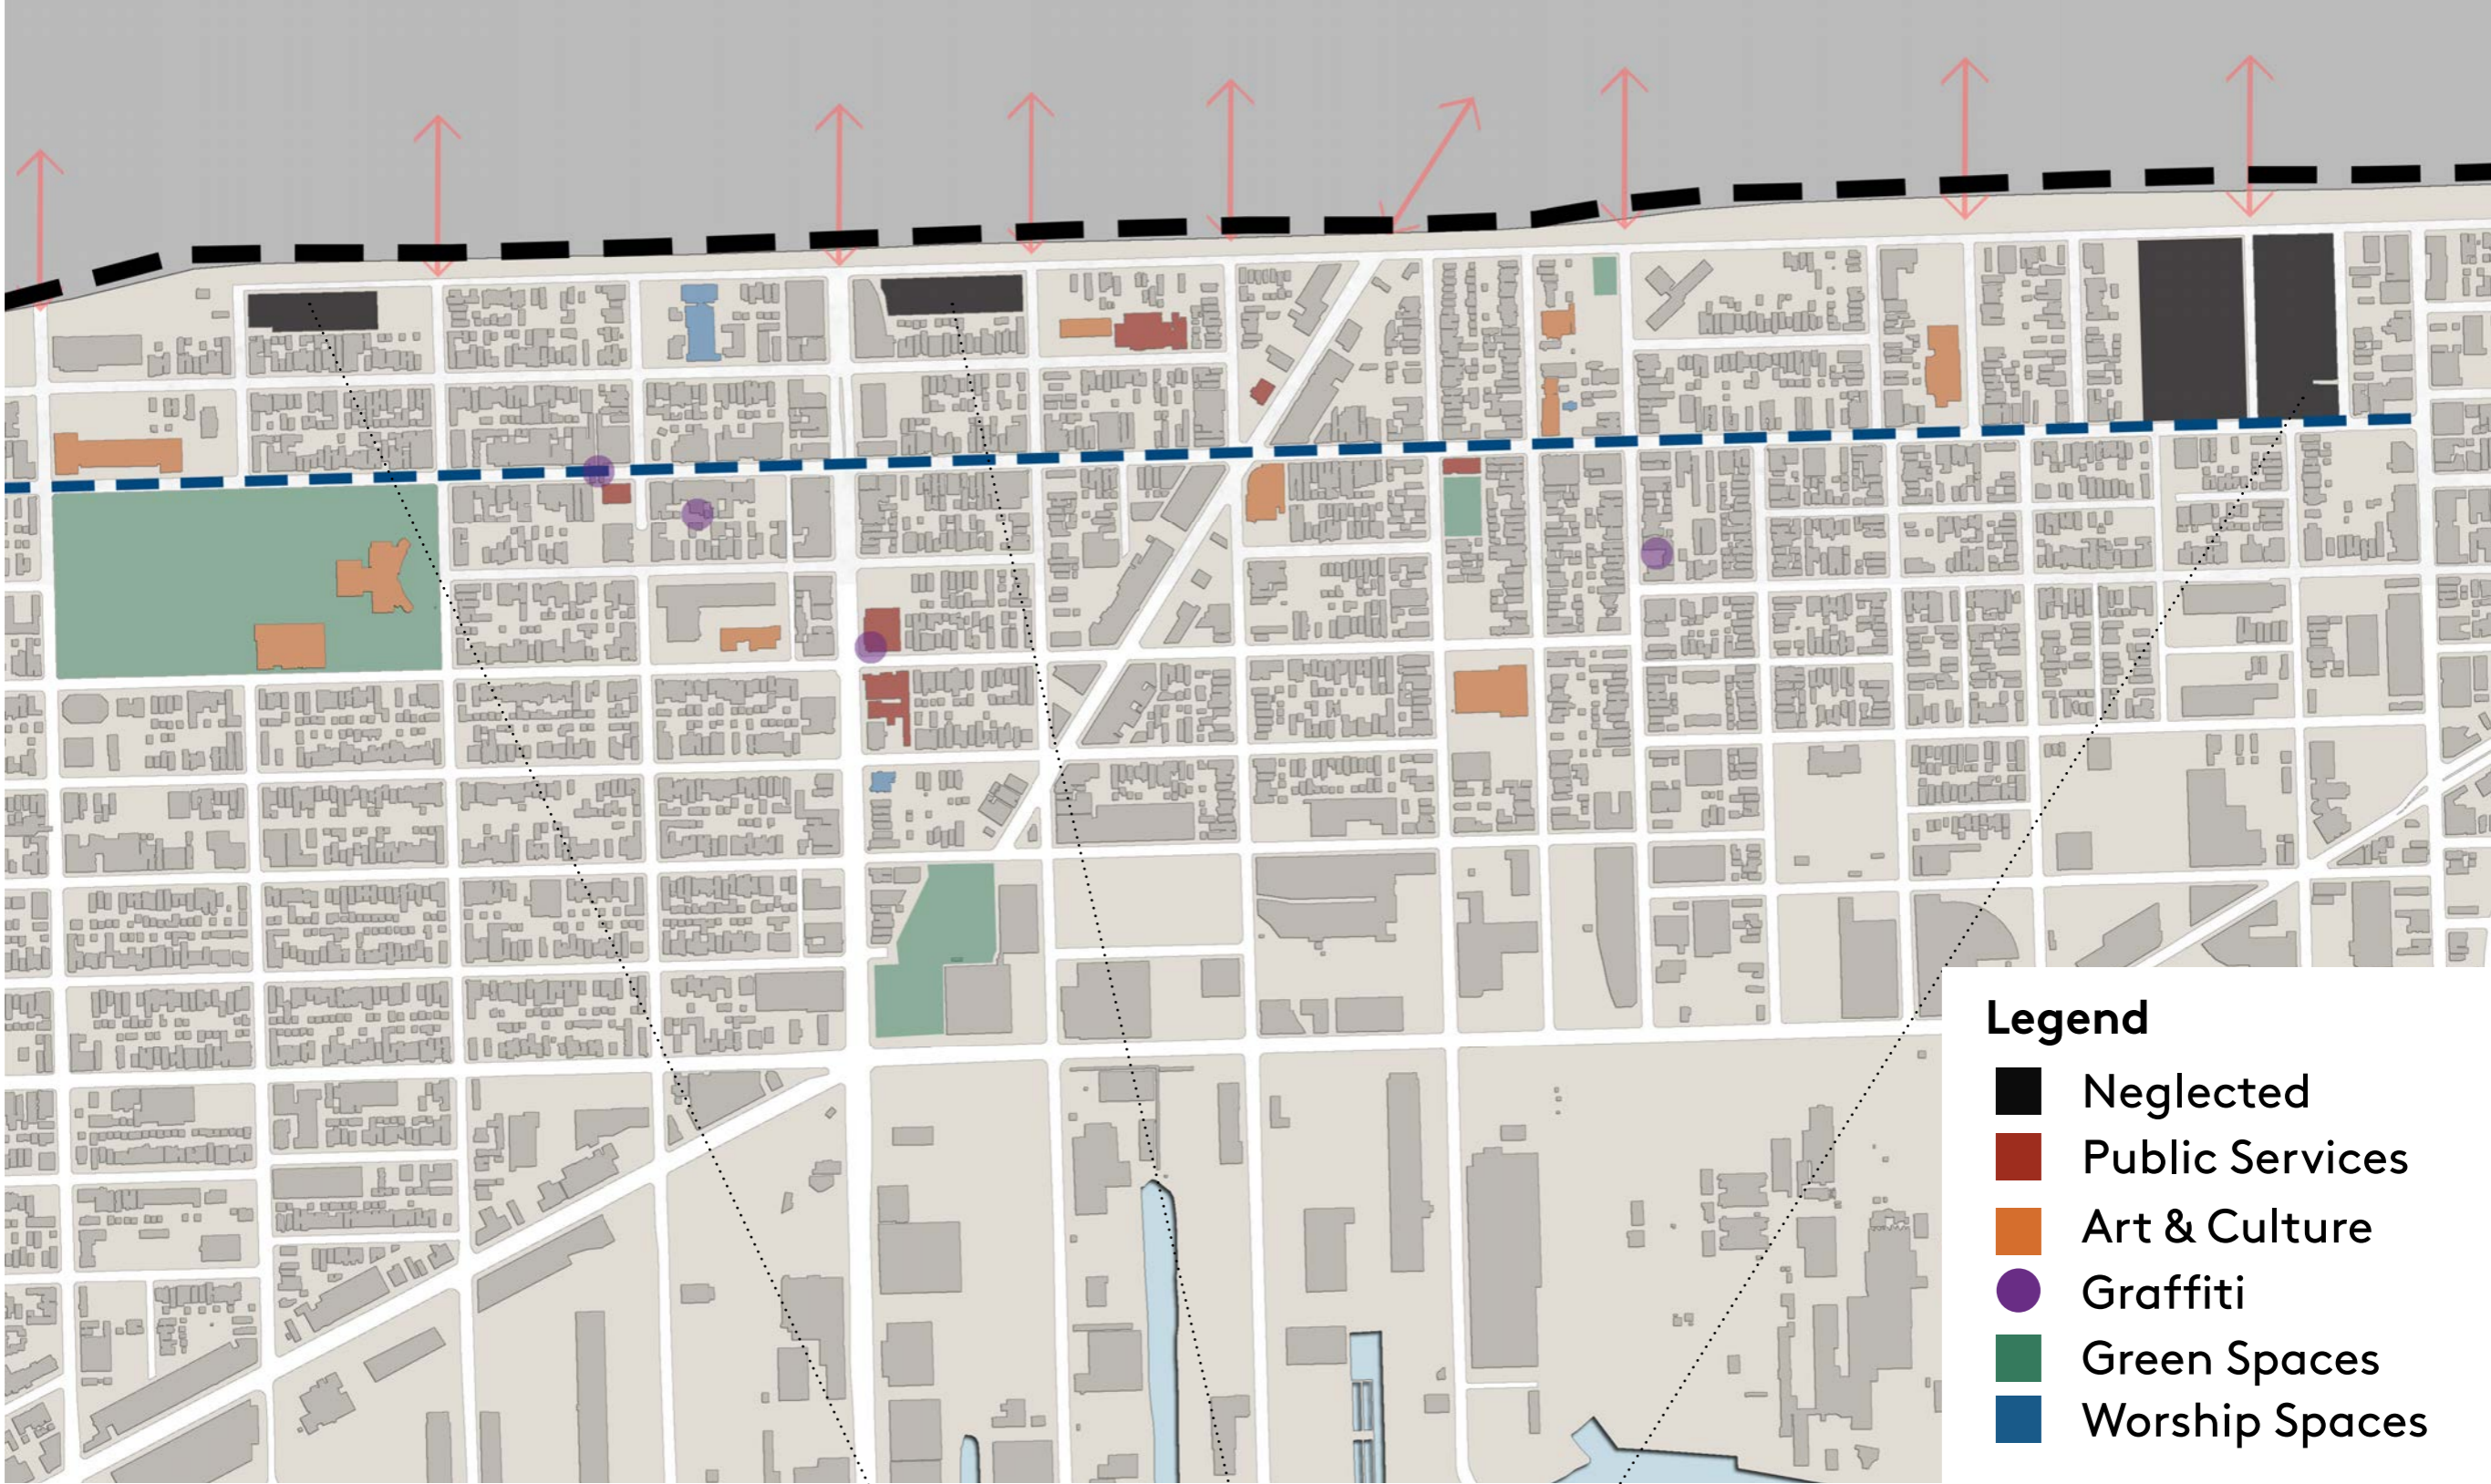 Legend
Neglected
Public Services
Art & Culture
Graffiti
Green Spaces
Worship Spaces